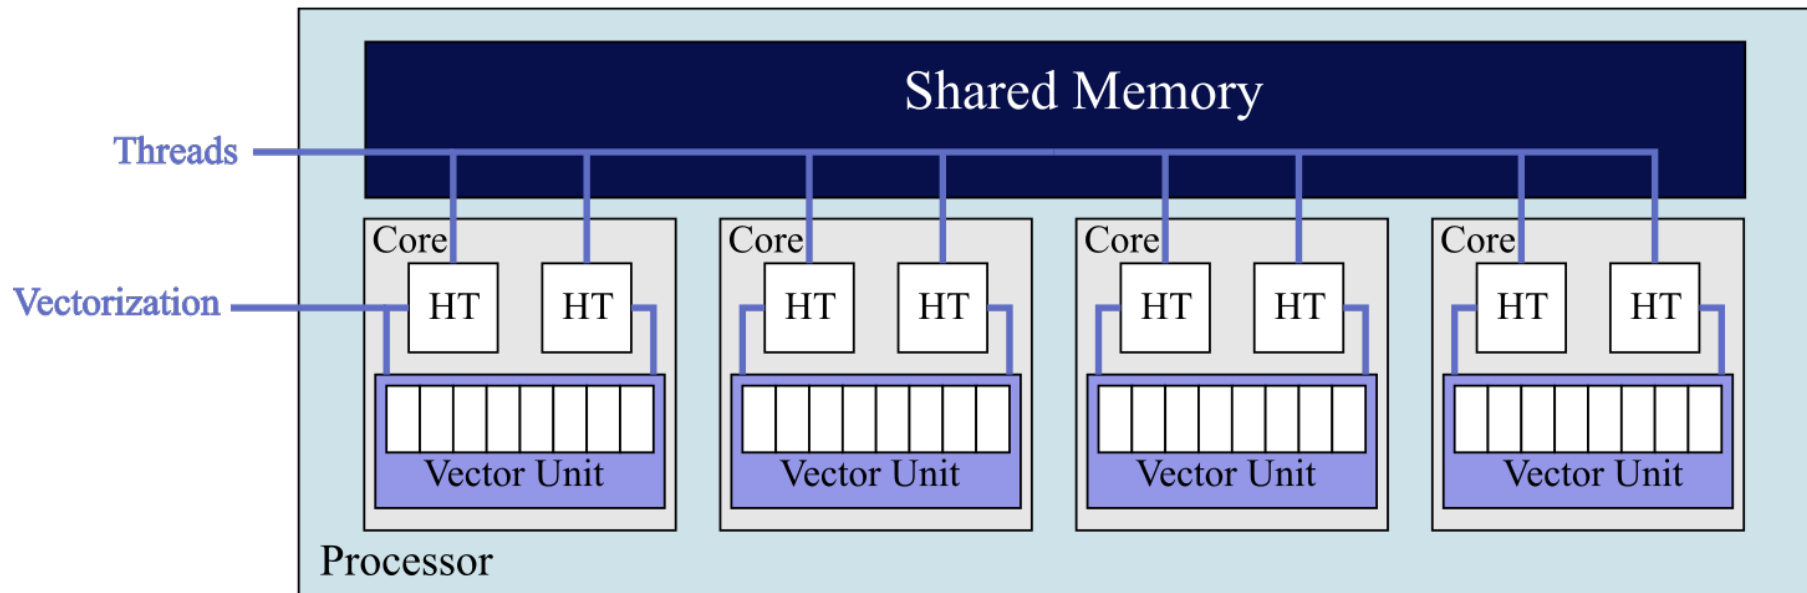 Shared Memory
Threads
Core
Core
Core
Core
Vectorization
HT
HT
HT
HT
HT
HT
HT
HT
Vector Unit
Vector Unit
Vector Unit
Vector Unit
Processor